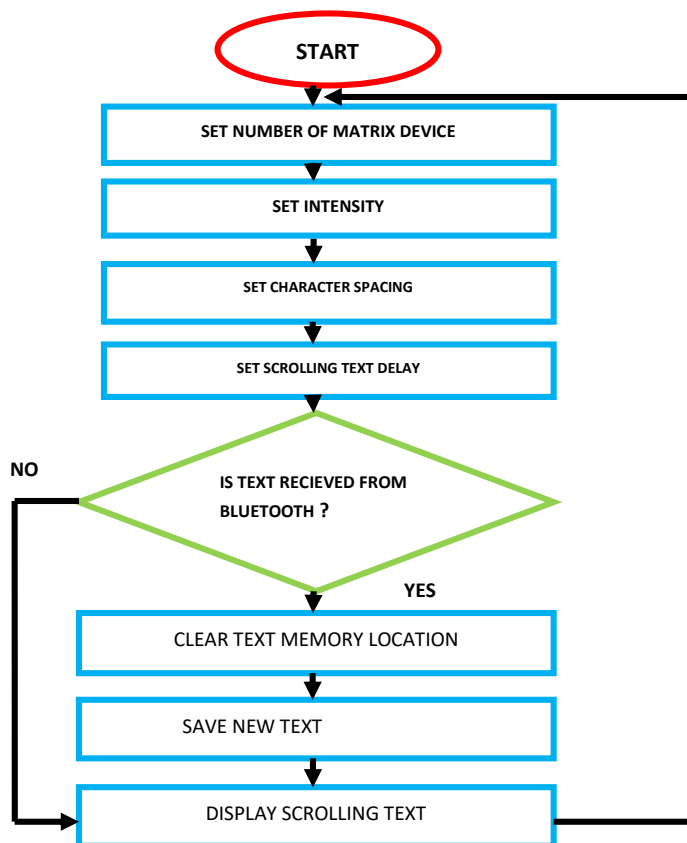 START
SET NUMBER OF MATRIX DEVICE
SET INTENSITY
SET CHARACTER SPACING
SET SCROLLING TEXT DELAY
NO
IS TEXT RECIEVED FROM
BLUETOOTH ?
YES
CLEAR TEXT MEMORY LOCATION
SAVE NEW TEXT
DISPLAY SCROLLING TEXT